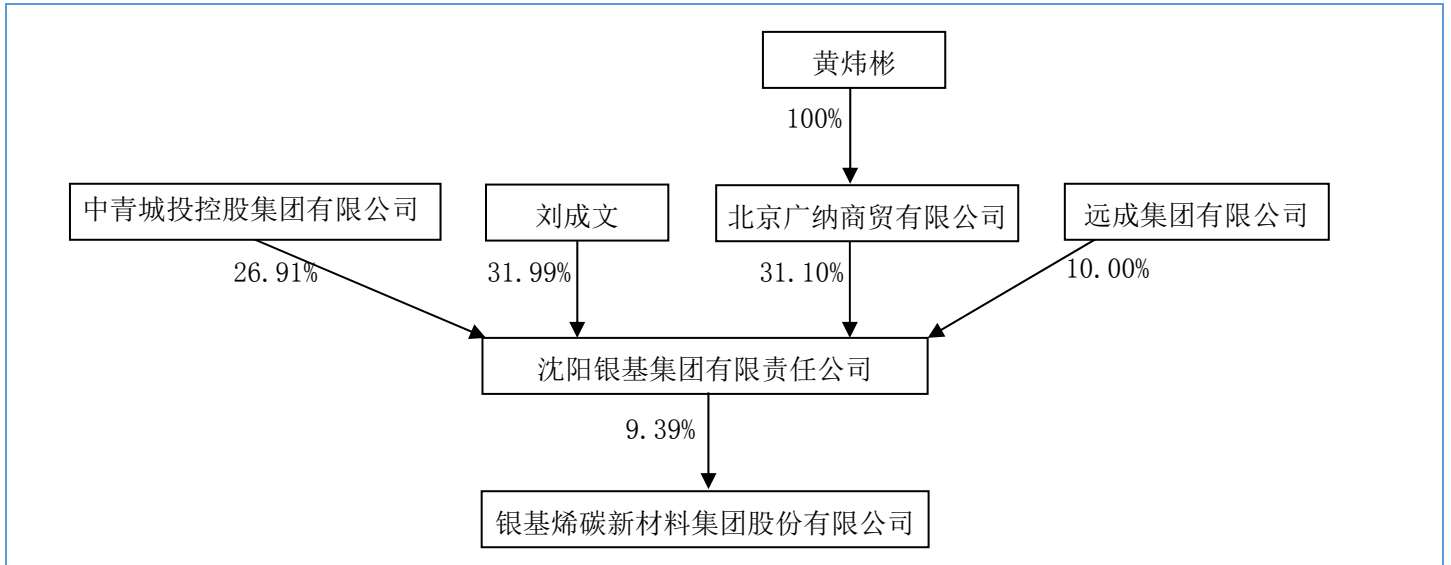 黄炜彬
100%
中青城投控股集团有限公司
刘成文
北京广纳商贸有限公司
远成集团有限公司
26.91%
31.99%
31.10%
10.00%
沈阳银基集团有限责任公司
9.39%
银基烯碳新材料集团股份有限公司